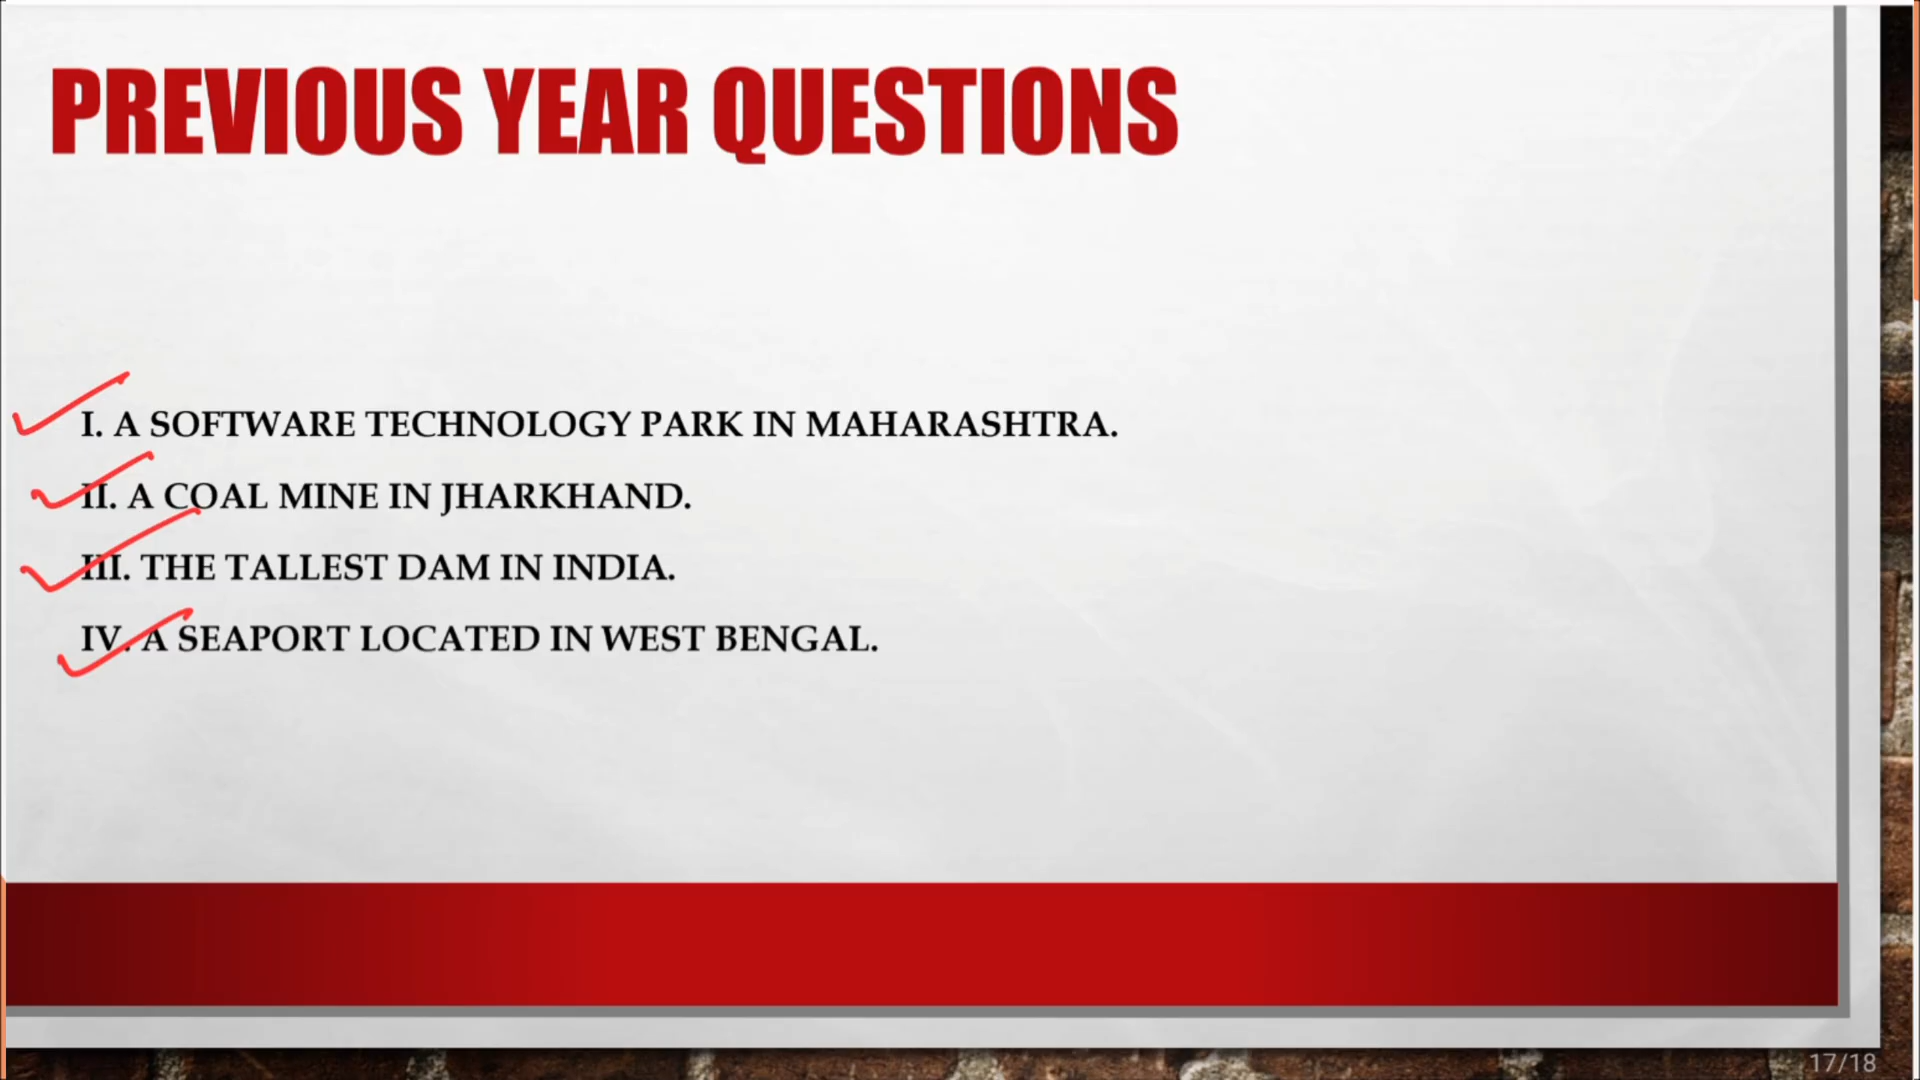 PREVIOUS YEAR QUESTIONS
I. A SOFTWARE TECHNOLOGY PARK IN MAHARASHTRA.
II. A COAL MINE IN JHARKHAND.
III. THE TALLEST DAM IN INDIA.
IV. A SEAPORT LOCATED IN WEST BENGAL.
17/18